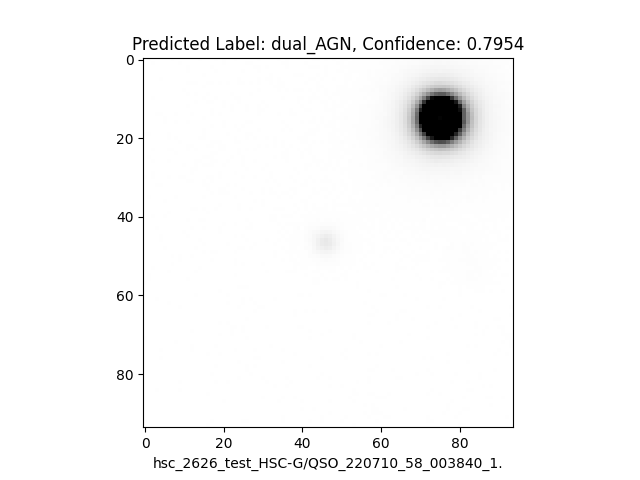 Predicted Label: dual_AGN, Confidence: 0.7954
0
20
40
60
80
0 20 40 60 80
hsc_2626_test_HSC-G/QSO_220710_58_003840_1.